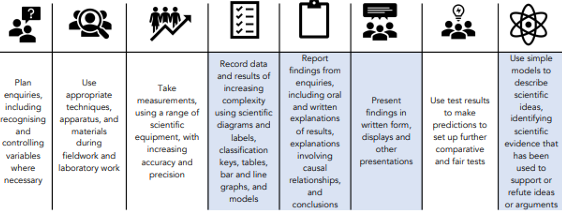 ?
Plan
enquiries,
including
recognising
and
controlling
variables
where
necessary
Use
appropriate
techniques,
apparatus, and
materials
during
fieldwork and
laboratory work
Take
measurements,
using a range of
scientific
equipment, with
increasing
accuracy and
precision
Record data
and results of
increasing
complexity
using scientific
diagrams and
labels,
classification
keys, tables,
bar and line
graphs, and
models
Report
findings from
enquiries,
including oral
and written
explanations
of results,
explanations
involving
causal
relationships,
and
conclusions
Present
findings in
written form,
displays and
other
presentations
Use test results
to make
predictions to
set up further
comparative
and fair tests
Use simple
models to
describe
scientific
ideas,
identifying
scientific
evidence that
has been
used to
support or
refute ideas
or arguments